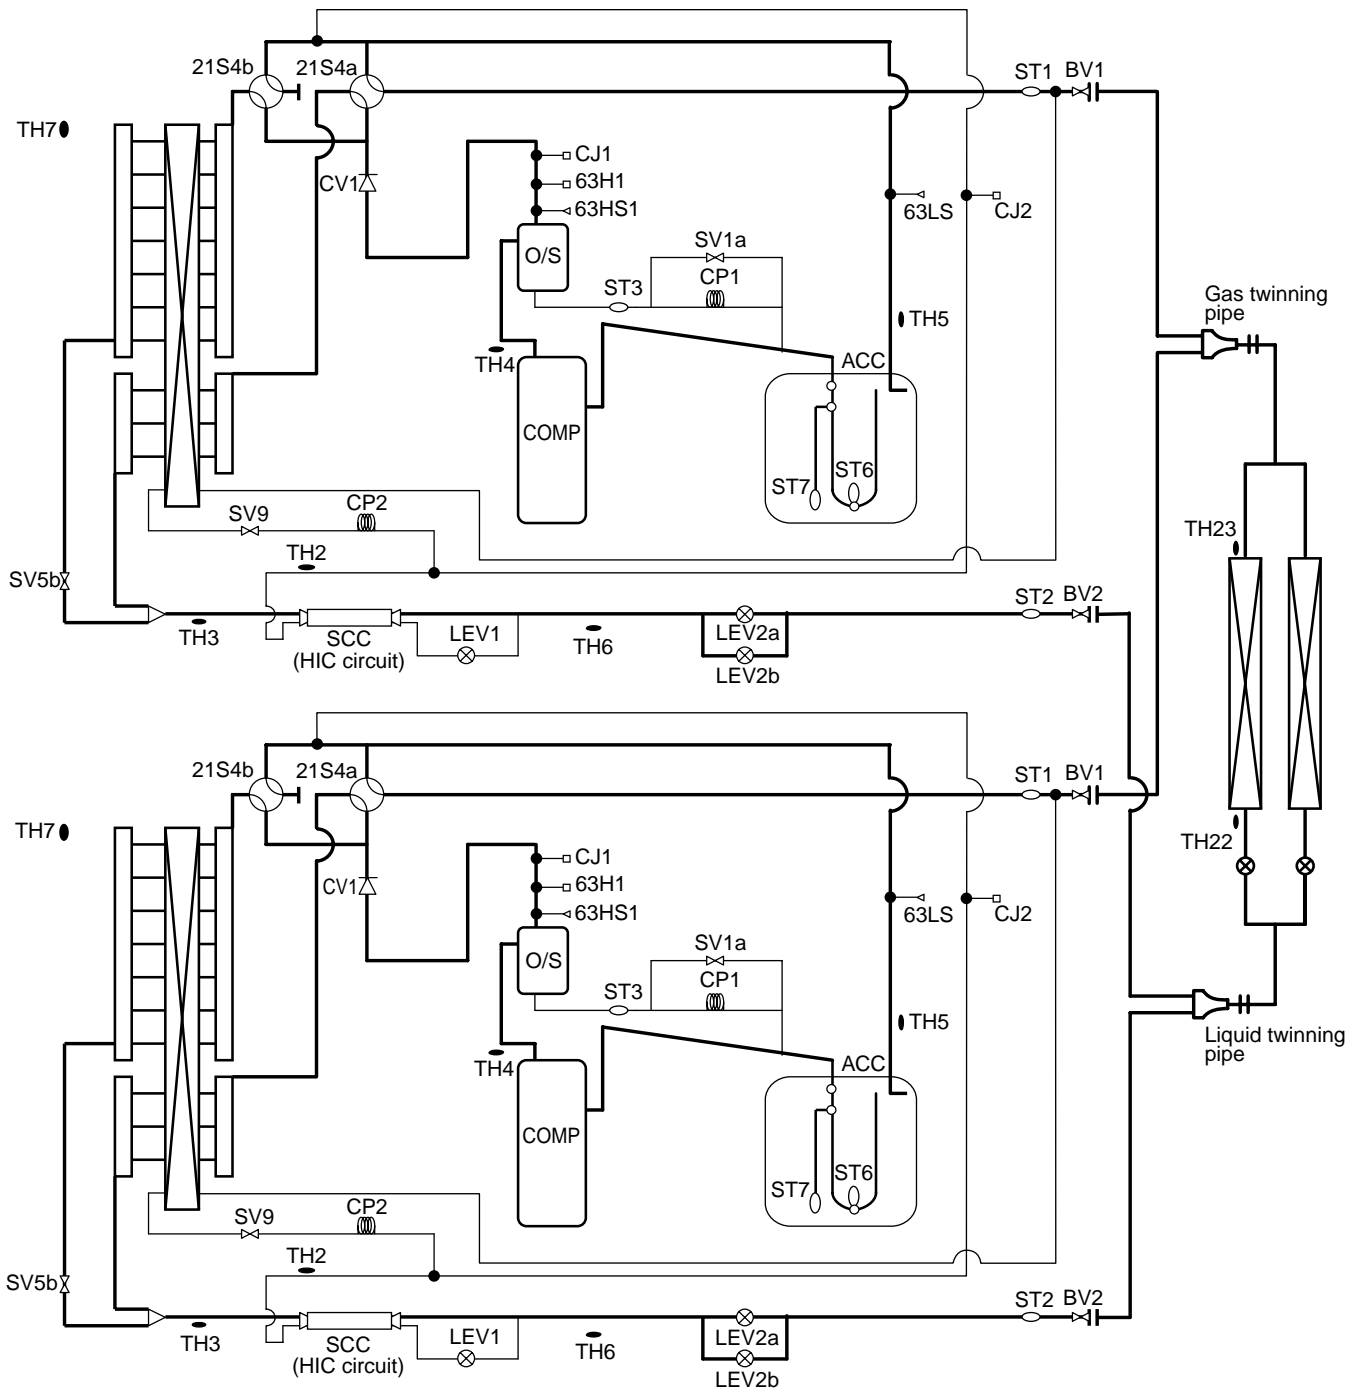 21S4b
21S4a
ST1
BV1
TH7
CJ1
CV1
63H1
63HS1
63LS
CJ2
O/S
SV1a
CP1
ST3
TH5
Gas twinning
pipe
TH4
ACC
COMP
ST6
ST7
CP2
SV9
TH2
TH23
SV5b
ST2
BV2
TH3
SCC
(HIC circuit)
LEV1
TH6
LEV2a
LEV2b
21S4b
21S4a
ST1
BV1
TH7
TH22
CJ1
CV1
63H1
63HS1
63LS
CJ2
O/S
SV1a
CP1
ST3
TH5
Liquid twinning
pipe
TH4
ACC
COMP
ST6
ST7
CP2
SV9
TH2
SV5b
ST2
BV2
TH3
SCC
(HIC circuit)
LEV1
TH6
LEV2a
LEV2b